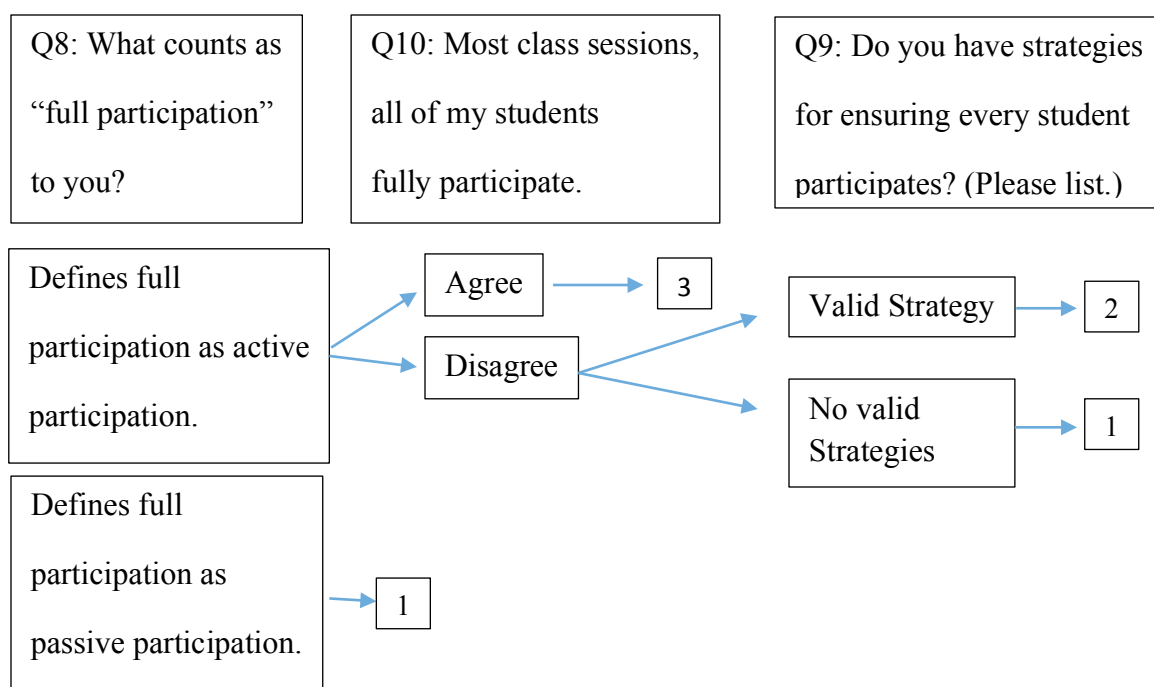 Q8: What counts as
“full participation”
to you?
Q10: Most class sessions,
all of my students
fully participate.
Q9: Do you have strategies
for ensuring every student
participates? (Please list.)
Defines full
participation as active
participation.
Agree
3
Disagree
Valid Strategy
2
No valid
Strategies
1
Defines full
participation as
passive participation.
1